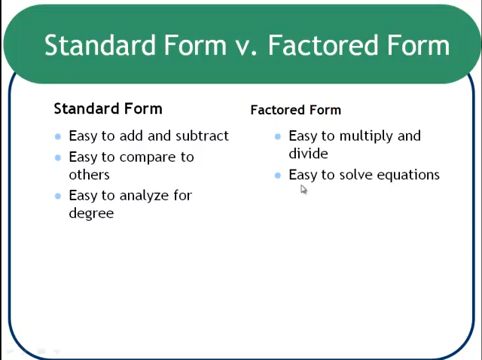 Standard Form v. Factored Form
Standard Form
Easy to add and subtract
Easy to compare to
others
Easy to analyze for
degree
Factored Form
Easy to multiply and
divide
Easy to solve equations